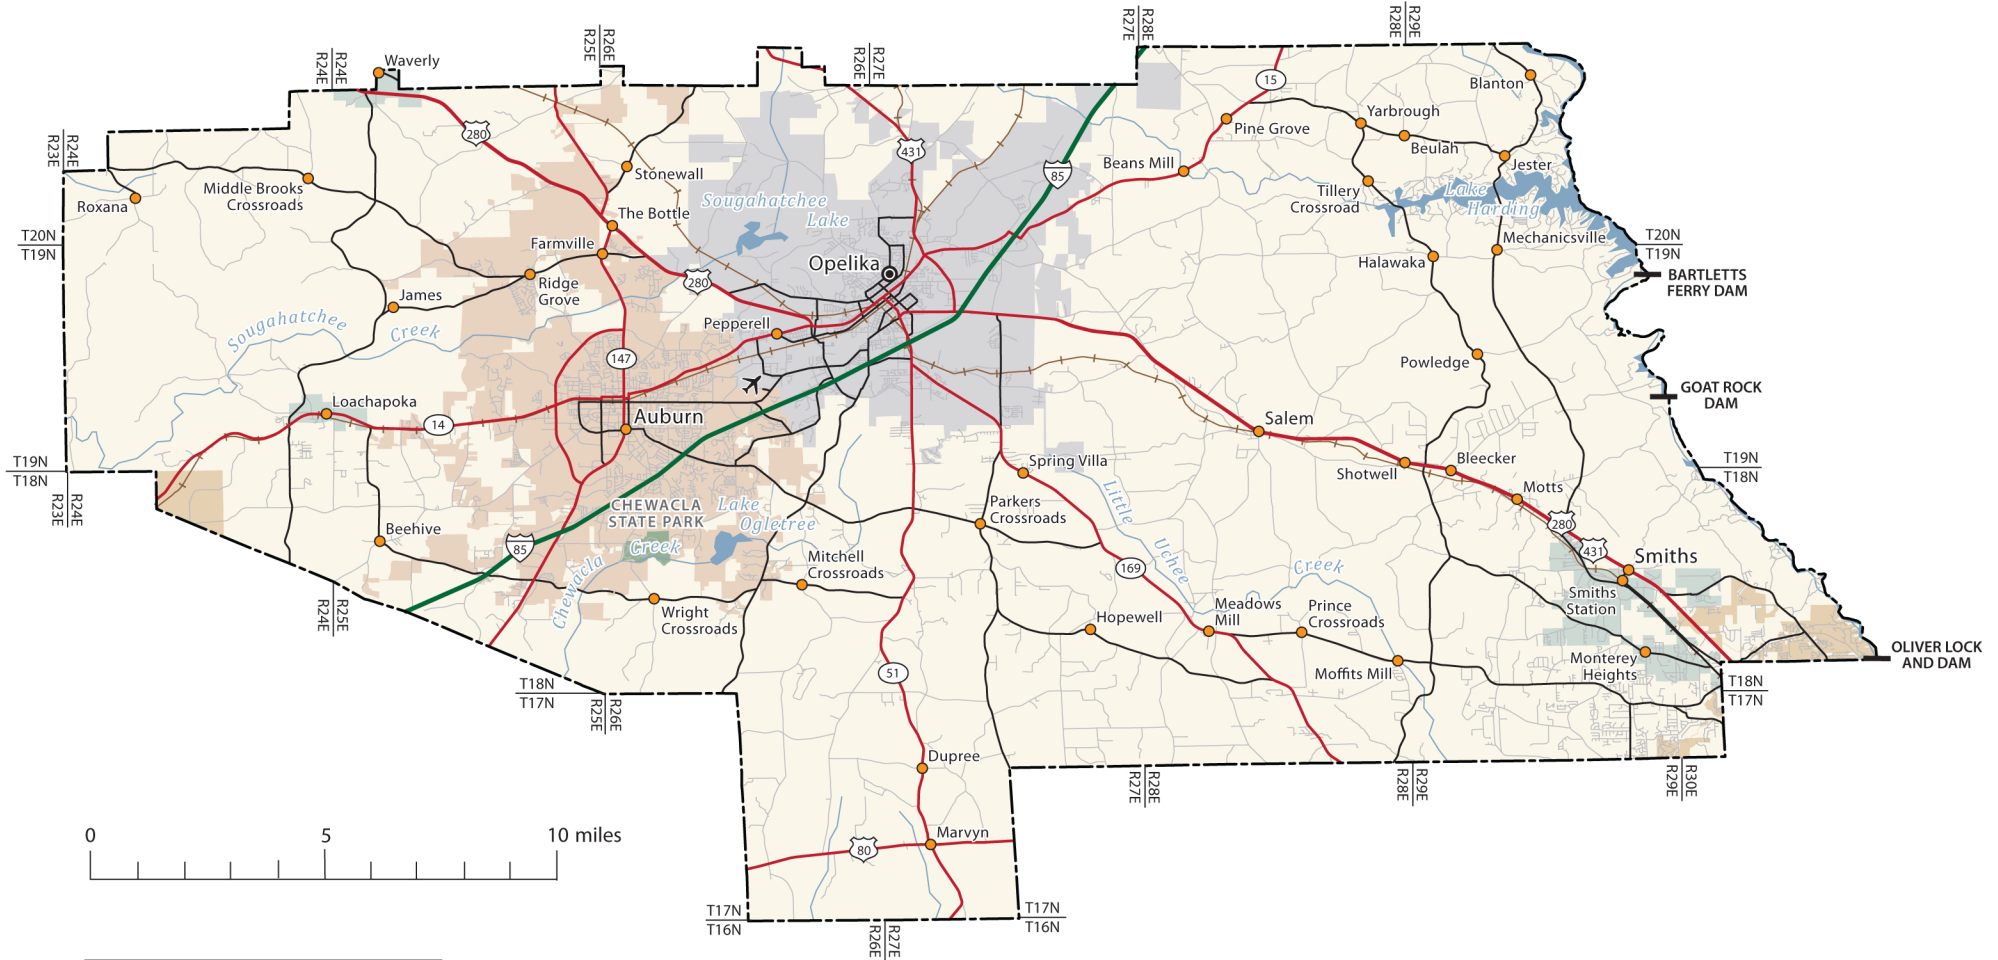 R24E
R24E
R25E
R26E
R26E
R27E
R27E
R28E
R28E
R29E
Waverly
Blanton
15
280
431
Yarbrough
Pine Grove
Beulah
R23E
R24E
Stonewall
Beans Mill
85
Jester
Middle Brooks
Crossroads
Tillery
Crossroad
Lake
Harding
Roxana
Sougahatchee
Lake
The Bottle
Farmville
Mechanicsville
T20N
T19N
T20N
T19N
Opelika
Halawaka
BARTLETTS
FERRY DAM
280
Ridge
Grove
James
Sougahatchee
Creek
Pepperell
147
Powledge
GOAT ROCK
DAM
Loachapoka
14
Auburn
Salem
T19N
T18N
Spring Villa
Shotwell
Bleecker
T19N
T18N
Motts
R23E
R24E
CHEWACLA
STATE PARK
Lake
Ogletree
Parkers
Crossroads
Little
Uchee
Creek
280
Beehive
85
Creek
Chewacla
431
Smiths
Mitchell
Crossroads
169
Smiths
Station
R24E
R25E
Wright
Crossroads
Hopewell
Meadows
Mill
Prince
Crossroads
Monterey
Heights
OLIVER LOCK
AND DAM
51
Moffits Mill
T18N
T17N
T18N
T17N
R25E
R26E
Dupree
R27E
R28E
R28E
R29E
R29E
R30E
0
5
10 miles
Marvyn
80
T17N
T16N
T17N
T16N
R26E
R27E